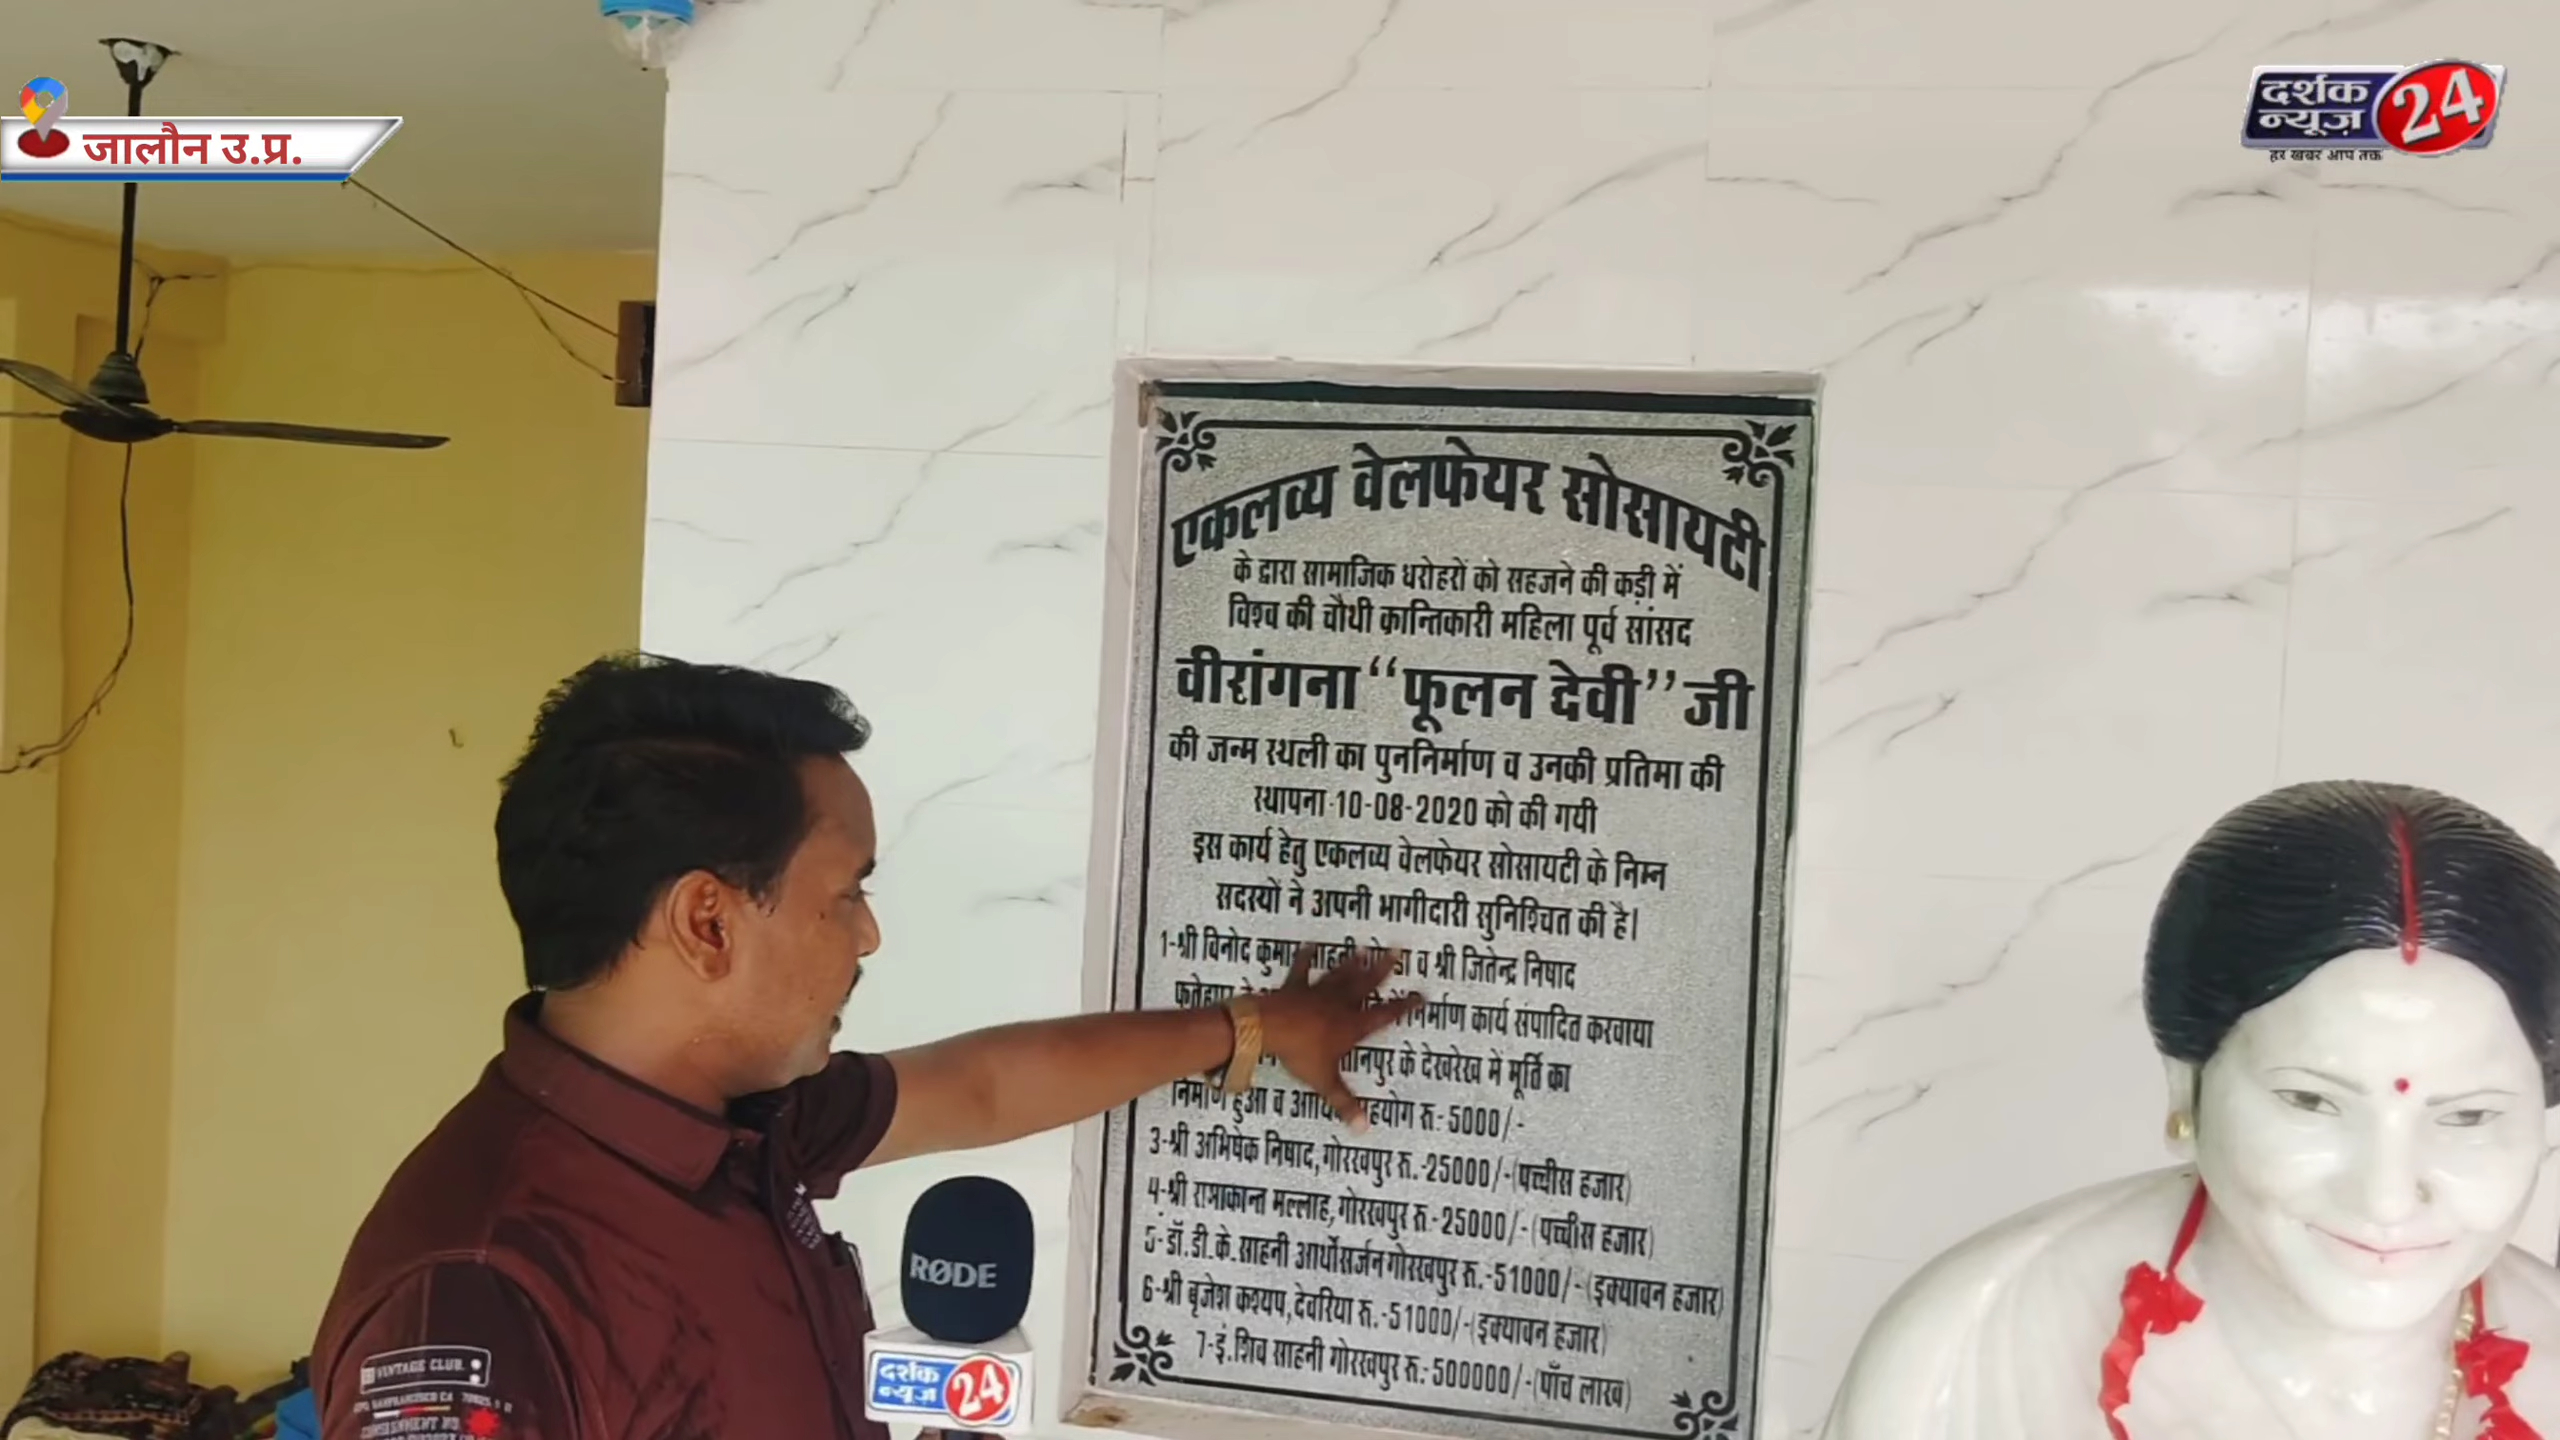 जालौन उ.प्र.
दर्शक
न्यूज़
24
हर खबर आप तक
एकलव्य वेलफेयर सोसायटी
के द्वारा सामाजिक धरोहरों को सहजने की कड़ी में
विश्व की चौथी क्रान्तिकारी महिला पूर्व सांसद
वीरांगना “फूलन देवी” जी
की जन्म स्थली का पुननिर्माण व उनकी प्रतिमा की
स्थापना-10-08-2020 को की गयी
इस कार्य हेतु एकलव्य वेलफेयर सोसायटी के निम्न
सदस्यों ने अपनी भागीदारी सुनिश्चित की है।
1-श्री विनोद कुमार व श्री जितेन्द्र निषाद
निर्माण कार्य संपादित करवाया
के देखरेख में मूर्ति का
निर्माण हुआ व रू.-5000/-
3-श्री अभिषेक निषाद, गोरखपुर रू.-25000/-(पच्चीस हजार)
4-श्री रामाकान्त मल्लाह, गोरखपुर रू.-25000/-(पच्चीस हजार)
5-डॉ.डी.के.साहनी आर्थोसर्जन गोरखपुर रू.-51000/-(इक्यावन हजार)
6-श्री बृजेश कश्यप, देवरिया रू.-51000/-(इक्यावन हजार)
7-इं.शिव साहनी गोरखपुर रू.-500000/-(पाँच लाख)
RØDE
दर्शक
न्यूज़
24
VINTAGE CLUB.